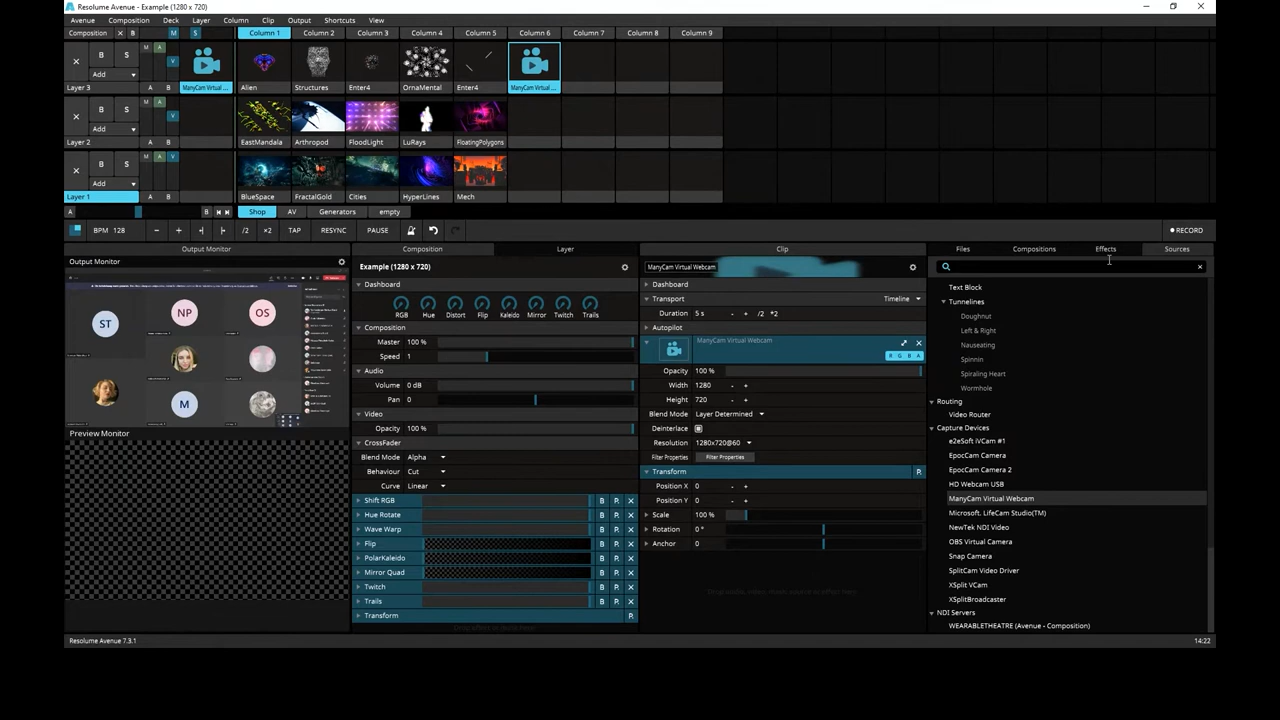 Resolume Avenue - Example (1280 x 720)
Avenue Composition Deck Layer Column Clip Output Shortcuts View
Composition × B M S Column 1 Column 2 Column 3 Column 4 Column 5 Column 6 Column 7 Column 8 Column 9
B S M A
× V
Add
Layer 3 A B ManyCam Virtual ... Alien Structures Enter4 OrnaMental Enter4 ManyCam Virtual ...
B S M A
× V
Add
Layer 2 A B EastMandala Arthropod FloodLight LuRays FloatingPolygons
B S M A V
×
Add
Layer 1 A B BlueSpace FractalGold Cities HyperLines Mech
A B Shop AV Generators empty
BPM 128 - + /2 ×2 TAP RESYNC PAUSE RECORD
Output Monitor Composition Layer Clip Files Compositions Effects Sources
Output Monitor
ST NP OS
M
Preview Monitor
Example (1280 x 720)
Dashboard
RGB Hue Distort Flip Kaleido Mirror Twitch Trails
Composition
Master 100 %
Speed 1
Audio
Volume 0 dB
Pan 0
Video
Opacity 100 %
CrossFader
Blend Mode Alpha
Behaviour Cut
Curve Linear
Shift RGB B P. X
Hue Rotate B P. X
Wave Warp B P. X
Flip B P. X
PolarKaleido B P. X
Mirror Quad B P. X
Twitch B P. X
Trails B P. X
Transform P.
ManyCam Virtual Webcam
Dashboard
Transport Timeline
Duration 5 s - + /2 *2
Autopilot
ManyCam Virtual Webcam
R G B A
Opacity 100 %
Width 1280 - +
Height 720 - +
Blend Mode Layer Determined
Deinterlace
Resolution 1280x720@60
Filter Properties Filter Properties
Transform P.
Position X 0 - +
Position Y 0 - +
Scale 100 %
Rotation 0 °
Anchor 0
Text Block
Tunnelines
Doughnut
Left & Right
Nauseating
Spinnin
Spiraling Heart
Wormhole
Routing
Video Router
Capture Devices
e2eSoft iVCam #1
EpocCam Camera
EpocCam Camera 2
HD Webcam USB
ManyCam Virtual Webcam
Microsoft. LifeCam Studio(TM)
NewTek NDI Video
OBS Virtual Camera
Snap Camera
SplitCam Video Driver
XSplit VCam
XSplitBroadcaster
NDI Servers
WEARABLETHEATRE (Avenue - Composition)
Resolume Avenue 7.3.1 14:22